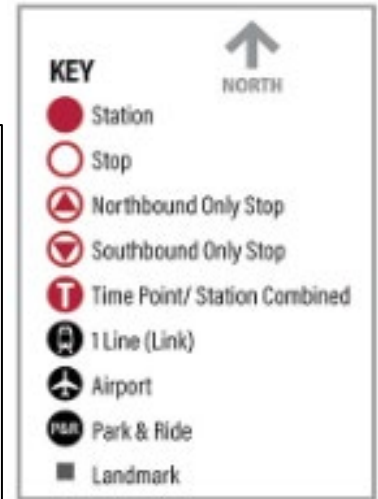 NORTH
KEY
Station
Stop
Northbound Only Stop
Southbound Only Stop
T Time Point/ Station Combined
1 Line (Link)
Airport
P&R Park & Ride
Landmark